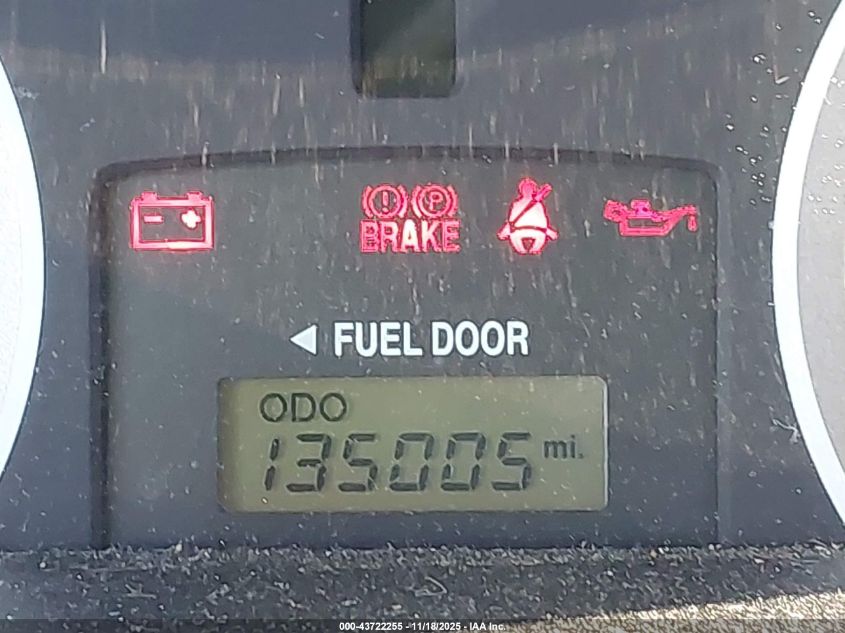 (!) (P)
BRAKE
◄ FUEL DOOR
ODO
135005 mi.
000-43722255 - 11/18/2025 - IAA Inc.